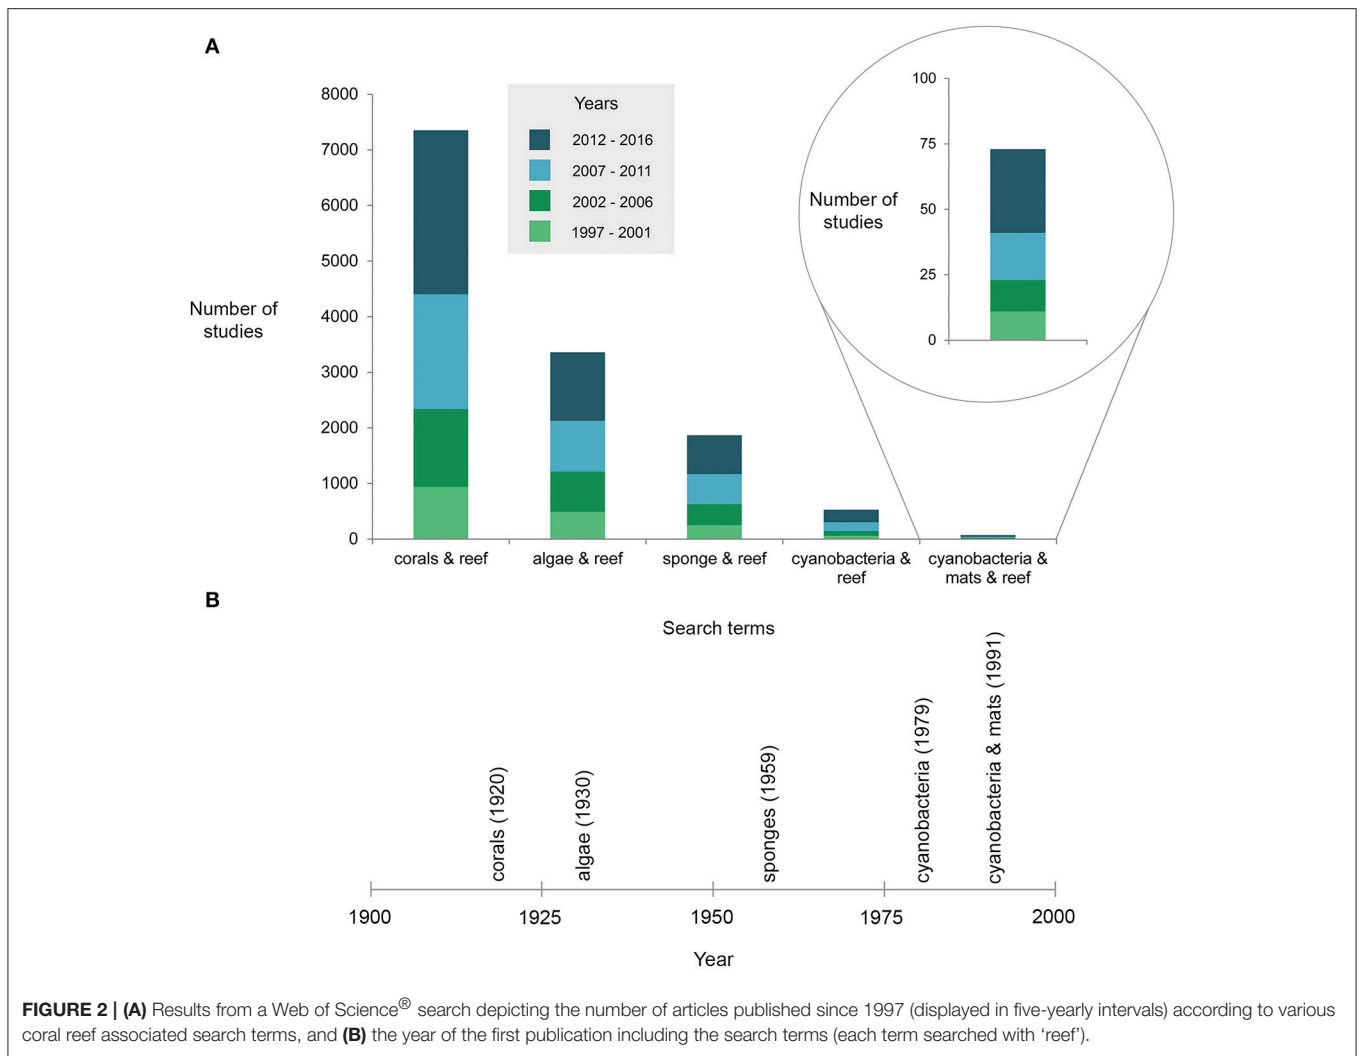 A
8000
7000
6000
5000
4000
3000
2000
1000
0
Number of
studies
Years
2012 - 2016
2007 - 2011
2002 - 2006
1997 - 2001
100
75
50
25
0
Number of
studies
corals & reef
algae & reef
sponge & reef
cyanobacteria &
reef
cyanobacteria &
mats & reef
Search terms
B
corals (1920)
algae (1930)
sponges (1959)
cyanobacteria (1979)
cyanobacteria & mats (1991)
1900
1925
1950
1975
2000
Year
FIGURE 2 | (A) Results from a Web of Science® search depicting the number of articles published since 1997 (displayed in five-yearly intervals) according to various
coral reef associated search terms, and (B) the year of the first publication including the search terms (each term searched with ‘reef’).